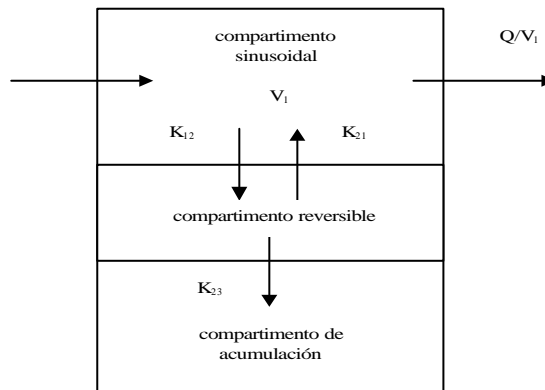 compartimento
sinusoidal
Q/V₁
V₁
K₁₂
K₂₁
compartimento reversible
K₂₃
compartimento de
acumulación